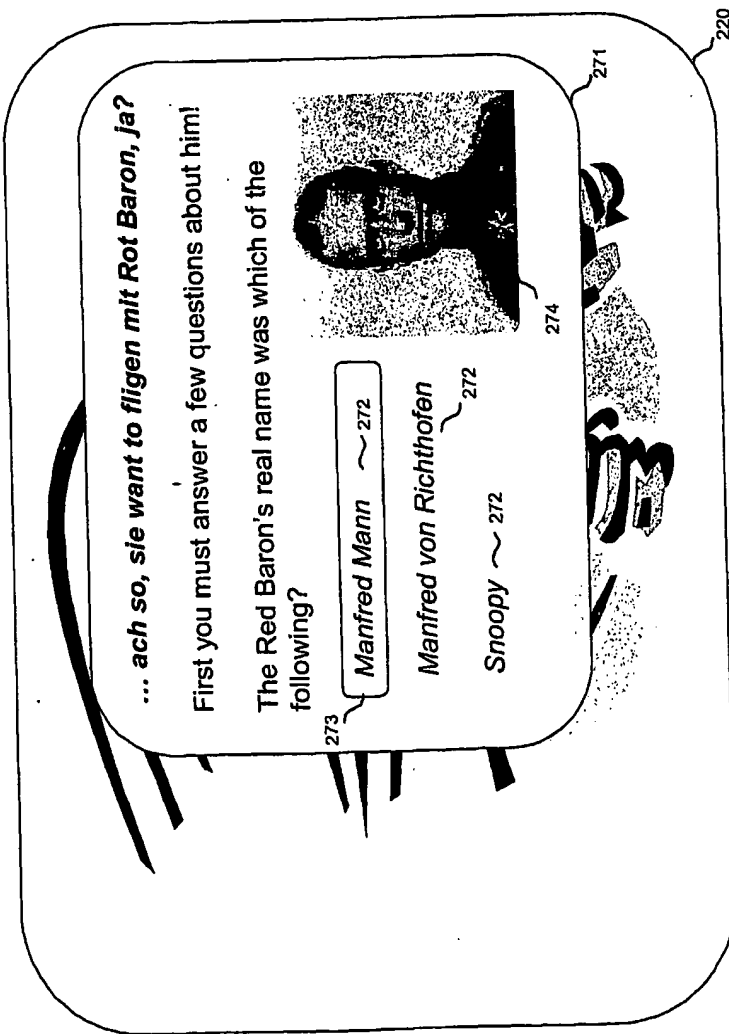 ... ach so, sie want to fligen mit Rot Baron, ja?
First you must answer a few questions about him!
The Red Baron's real name was which of the
following?
273
Manfred Mann 272
Manfred von Richthofen
272
Snoopy 272
274
271
220